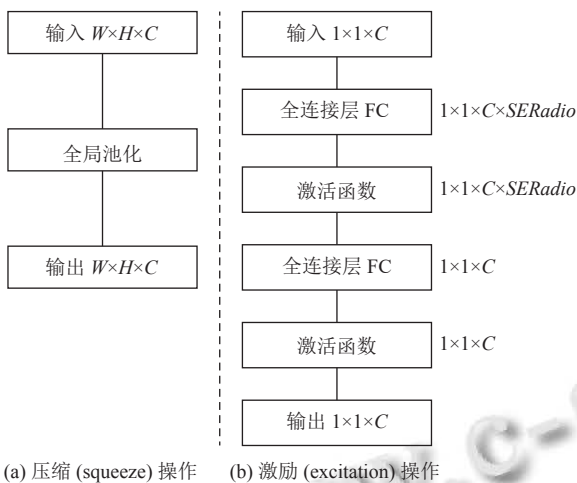 输入 W×H×C
全局池化
输出 W×H×C
(a) 压缩 (squeeze) 操作
输入 1×1×C
全连接层 FC
1×1×C×SERadio
激活函数
1×1×C×SERadio
全连接层 FC
1×1×C
激活函数
1×1×C
输出 1×1×C
(b) 激励 (excitation) 操作